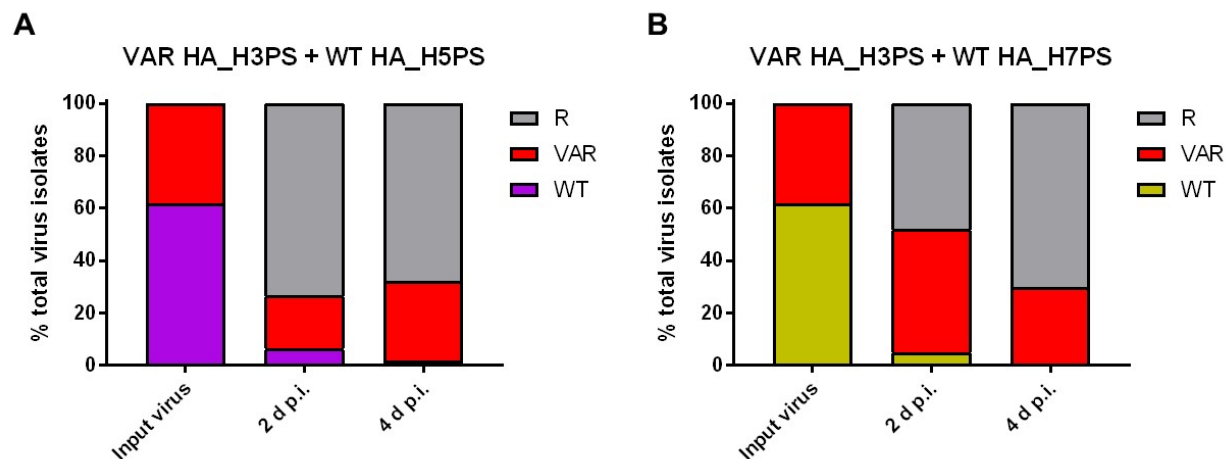 A
VAR HA_H3PS + WT HA_H5PS
% total virus isolates
100
80
60
40
20
0
Input virus
2 d p.i.
4 d p.i.
R
VAR
WT
B
VAR HA_H3PS + WT HA_H7PS
% total virus isolates
100
80
60
40
20
0
Input virus
2 d p.i.
4 d p.i.
R
VAR
WT